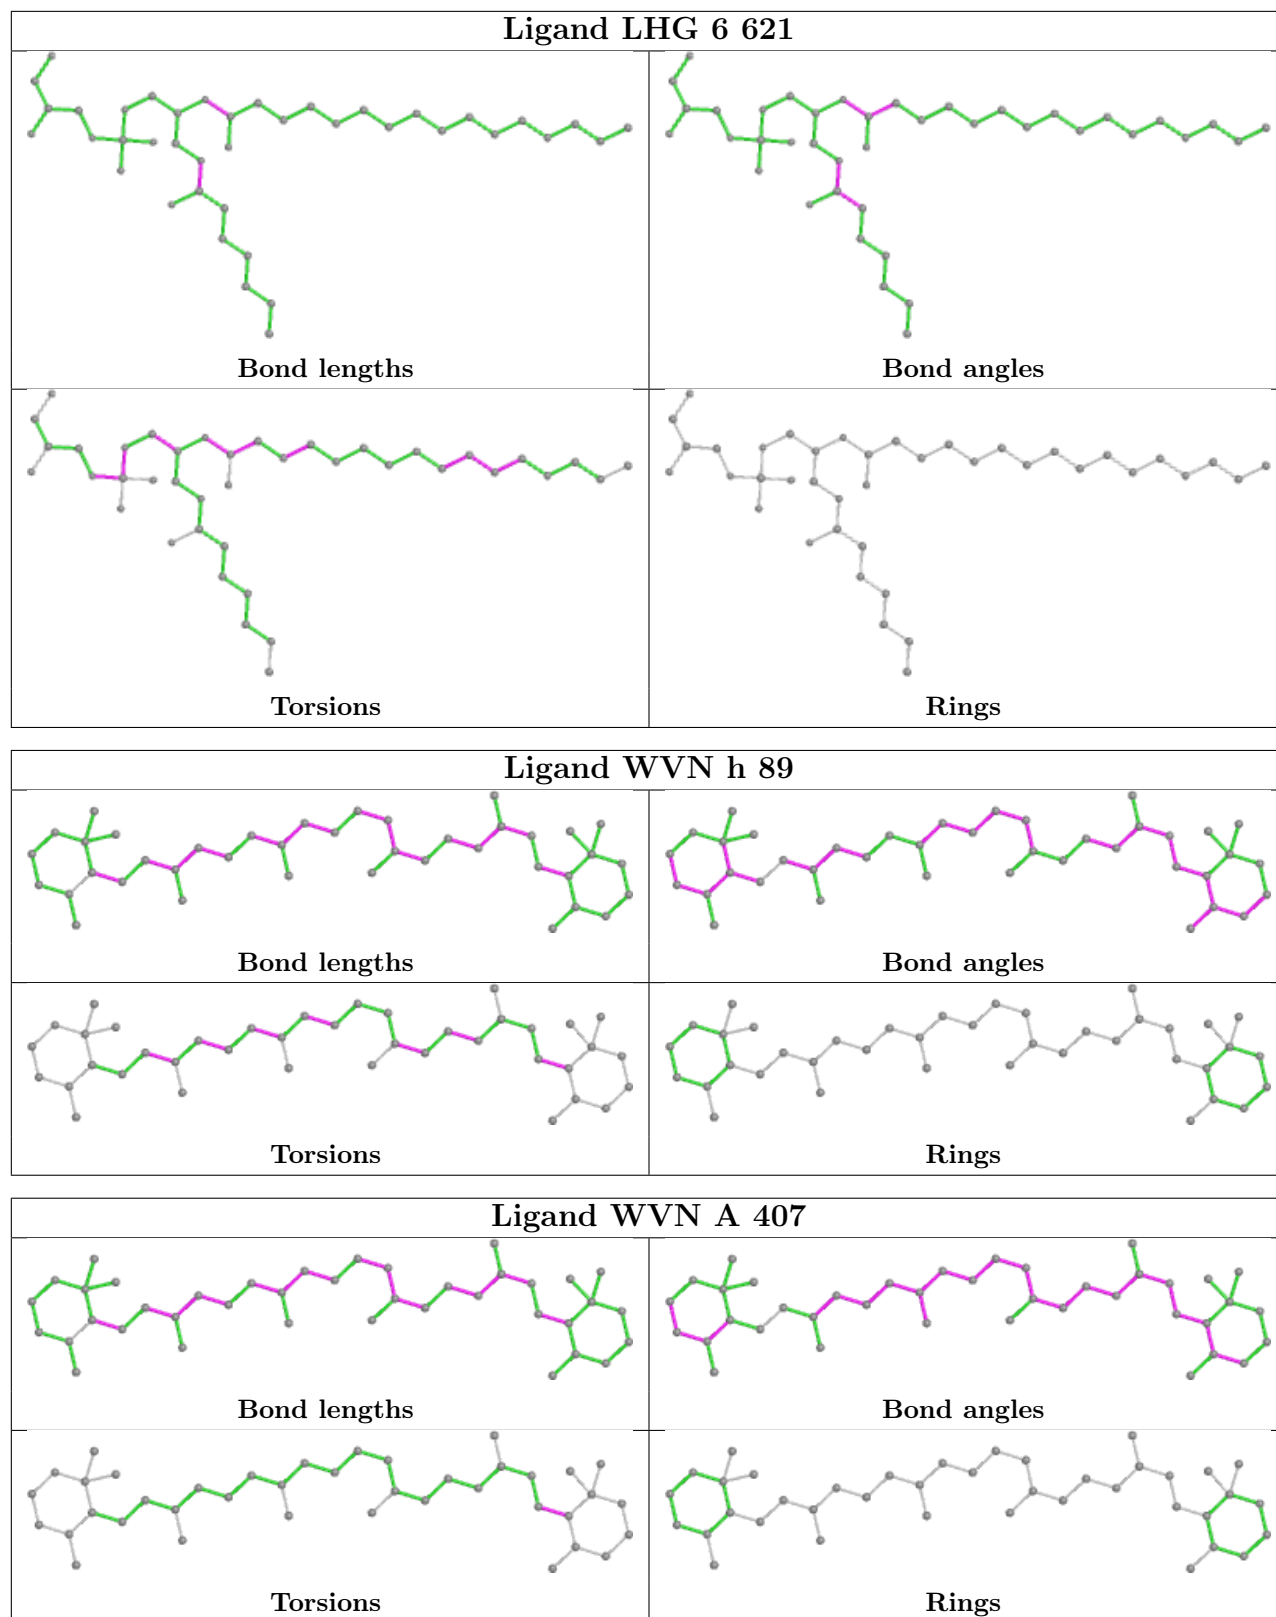 Ligand LHG 6 621
Bond lengths
Bond angles
Torsions
Rings
Ligand WVN h 89
Bond lengths
Bond angles
Torsions
Rings
Ligand WVN A 407
Bond lengths
Bond angles
Torsions
Rings